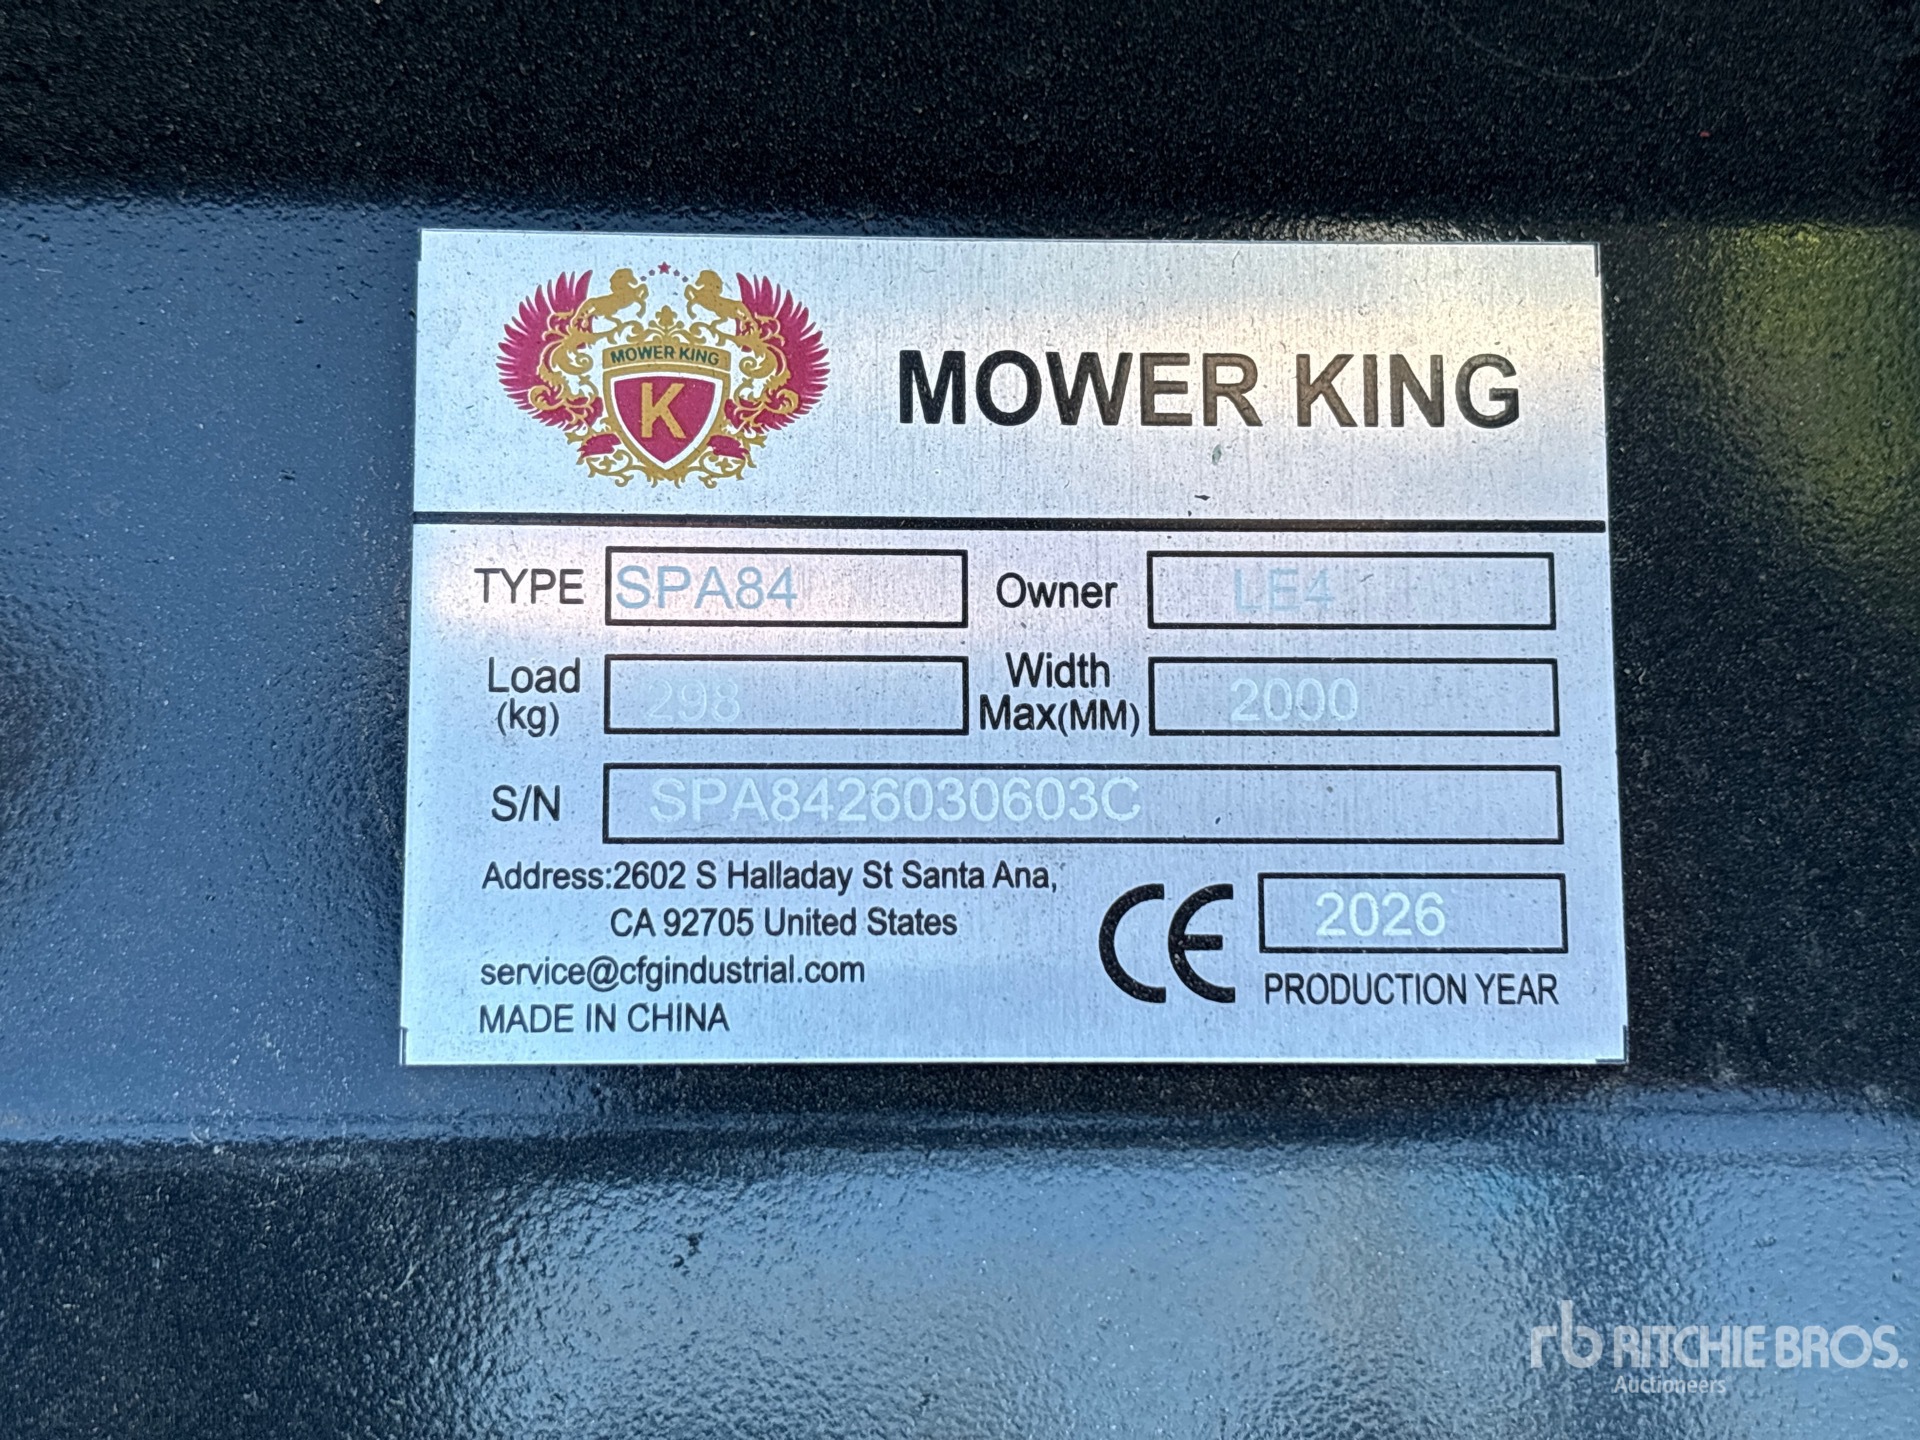 MOWER KING
K
MOWER KING
TYPE SPA84 Owner LE4
Load (kg) 298 Width Max(MM) 2000
S/N SPA8426030603C
Address:2602 S Halladay St Santa Ana,
CA 92705 United States
service@cfgindustrial.com
MADE IN CHINA
CE 2026
PRODUCTION YEAR
rb RITCHIE BROS.
Auctioneers